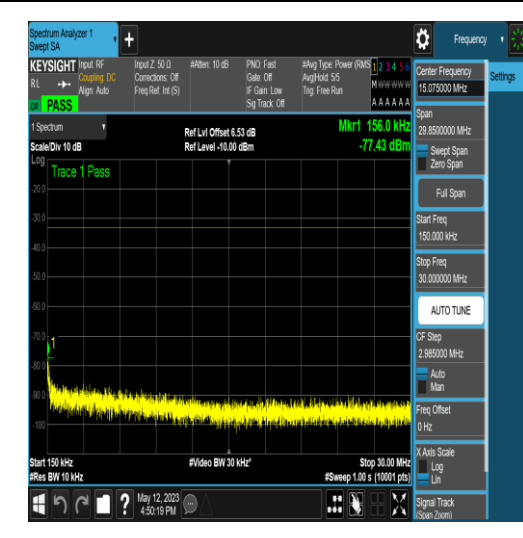 Spectrum Analyzer 1
Swept SA
+
Frequency
KEYSIGHT Input: RF
Coupling: DC
Align: Auto
RL
PASS
Input Z: 50 Ω
Corrections: Off
Freq Ref: Int (S)
#Atten: 10 dB
PNO: Fast
Gate: Off
IF Gain: Low
Sig Track: Off
#Avg Type: Power (RMS)
Avg|Hold: 5/5
Trig: Free Run
1 2 3 4 5 6
M W W W W W
A A A A A A
1 Spectrum
Scale/Div 10 dB
Ref Lvl Offset 6.53 dB
Ref Level -10.00 dBm
Mkr1 156.0 kHz
-77.43 dBm
Log
Trace 1 Pass
-20.0
-30.0
-40.0
-50.0
-60.0
-70.0
-80.0
-90.0
-100
1
Start 150 kHz
#Res BW 10 kHz
#Video BW 30 kHz*
Stop 30.00 MHz
#Sweep 1.00 s (10001 pts)
Center Frequency
15.075000 MHz
Settings
Span
29.8500000 MHz
Swept Span
Zero Span
Full Span
Start Freq
150.000 kHz
Stop Freq
30.000000 MHz
AUTO TUNE
CF Step
2.985000 MHz
Auto
Man
Freq Offset
0 Hz
X Axis Scale
Log
Lin
Signal Track
(Span Zoom)
?
May 12, 2023
4:50:19 PM